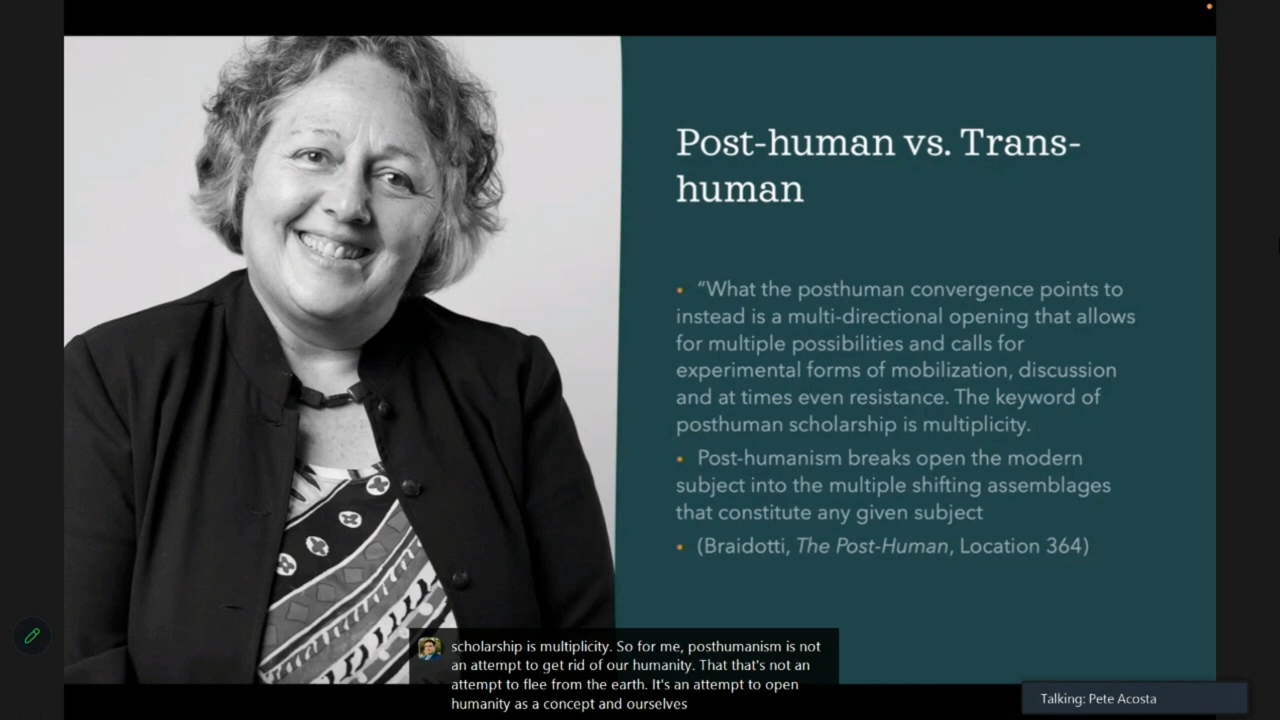 Post-human vs. Trans-
human
• “What the posthuman convergence points to
instead is a multi-directional opening that allows
for multiple possibilities and calls for
experimental forms of mobilization, discussion
and at times even resistance. The keyword of
posthuman scholarship is multiplicity.
• Post-humanism breaks open the modern
subject into the multiple shifting assemblages
that constitute any given subject
• (Braidotti, The Post-Human, Location 364)
scholarship is multiplicity. So for me, posthumanism is not
an attempt to get rid of our humanity. That that's not an
attempt to flee from the earth. It's an attempt to open
humanity as a concept and ourselves
Talking: Pete Acosta